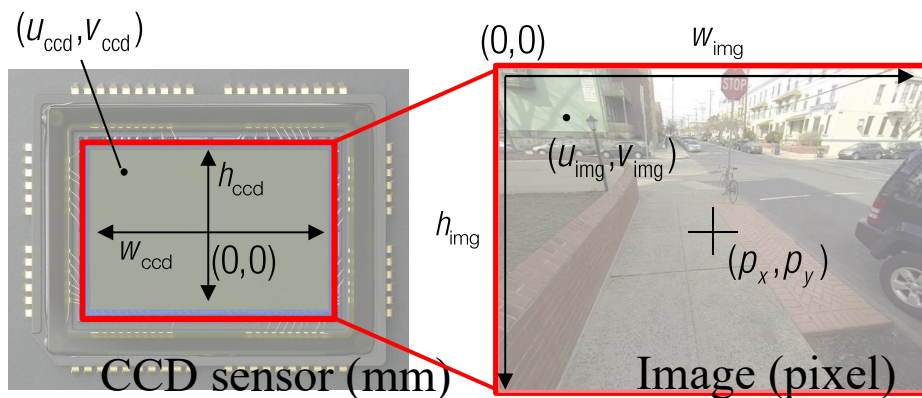 (u_ccd,v_ccd)
h_ccd
w_ccd
(0,0)
CCD sensor (mm)
(0,0)
w_img
STOP
(u_img,v_img)
h_img
(p_x,p_y)
Image (pixel)